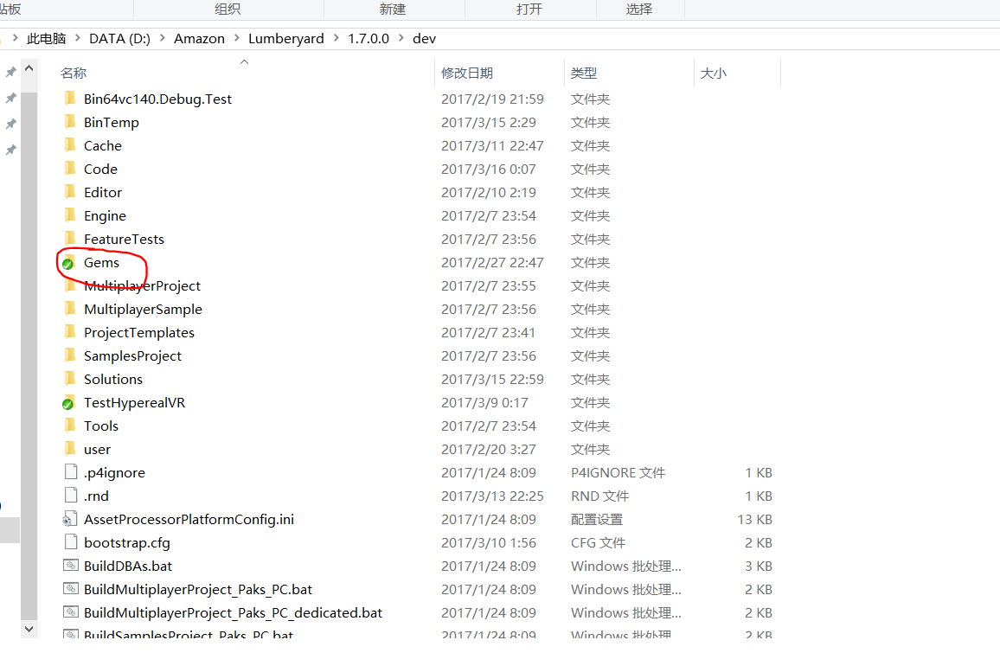 贴板 组织 新建 打开 选择
此电脑 > DATA (D:) > Amazon > Lumberyard > 1.7.0.0 > dev
名称 修改日期 类型 大小
Bin64vc140.Debug.Test 2017/2/19 21:59 文件夹
BinTemp 2017/3/15 2:29 文件夹
Cache 2017/3/11 22:47 文件夹
Code 2017/3/16 0:07 文件夹
Editor 2017/2/10 2:19 文件夹
Engine 2017/2/7 23:54 文件夹
FeatureTests 2017/2/7 23:56 文件夹
Gems 2017/2/27 22:47 文件夹
MultiplayerProject 2017/2/7 23:55 文件夹
MultiplayerSample 2017/2/7 23:56 文件夹
ProjectTemplates 2017/2/7 23:41 文件夹
SamplesProject 2017/2/7 23:56 文件夹
Solutions 2017/3/15 22:59 文件夹
TestHyperealVR 2017/3/9 0:17 文件夹
Tools 2017/2/7 23:54 文件夹
user 2017/2/20 3:27 文件夹
.p4ignore 2017/1/24 8:09 P4IGNORE 文件 1 KB
.rnd 2017/3/13 22:25 RND 文件 1 KB
AssetProcessorPlatformConfig.ini 2017/1/24 8:09 配置设置 13 KB
bootstrap.cfg 2017/3/10 1:56 CFG 文件 2 KB
BuildDBAs.bat 2017/1/24 8:09 Windows 批处理... 3 KB
BuildMultiplayerProject_Paks_PC.bat 2017/1/24 8:09 Windows 批处理... 2 KB
BuildMultiplayerProject_Paks_PC_dedicated.bat 2017/1/24 8:09 Windows 批处理... 2 KB
BuildSamplesProject_Paks_PC.bat 2017/1/24 8:09 Windows 批处理... 2 KB